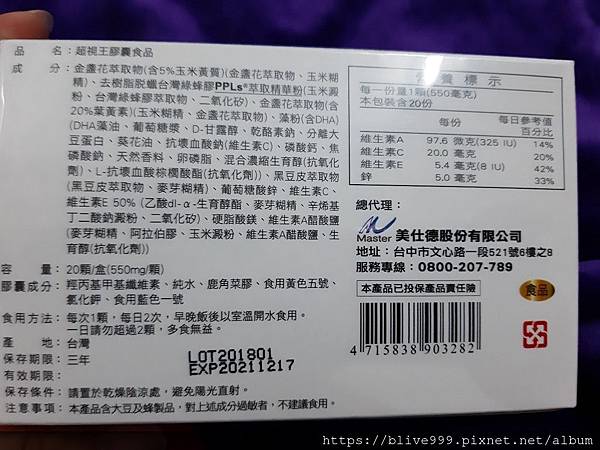 品　　名：超視王膠囊食品
成　　分：金盞花萃取物(含5%玉米黃質)(金盞花萃取物、玉米糊
精)、去樹脂脫蠟台灣綠蜂膠PPLs®萃取精華粉(玉米澱
粉、台灣綠蜂膠萃取物、二氧化矽)、金盞花萃取物(含
20%葉黃素)(玉米糊精、金盞花萃取物)、藻粉(含DHA)
(DHA藻油、葡萄糖漿、D-甘露醇、乾酪素鈉、分離大
豆蛋白、葵花油、抗壞血酸鈉(抗氧化劑)、磷酸鈣、焦
磷酸鈉、天然香料、卵磷脂、混合濃縮生育醇(抗氧化
劑)、L-抗壞血酸棕櫚酸酯(抗氧化劑))、黑豆皮萃取物
(黑豆皮萃取物、麥芽糊精)、葡萄糖酸鋅、維生素C、
維生素E 50% (乙酸dl-α-生育醇酯、麥芽糊精、辛烯基
丁二酸鈉澱粉、二氧化矽)、硬脂酸鎂、維生素A醋酸鹽
(麥芽糊精、阿拉伯膠、玉米澱粉、維生素A醋酸鹽、生
育醇(抗氧化劑))
容　　量：20顆/盒(550mg/顆)
膠囊成分：羥丙基甲基纖維素、純水、鹿角菜膠、食用黃色五號、
氯化鉀、食用藍色一號
食用方法：每次1顆，每日2次，早晚飯後以室溫開水食用。
一日請勿超過2顆，多食無益。
產　　地：台灣
保存期限：三年
有效期限：
LOT201801
EXP20211217
保存條件：請置於乾燥陰涼處，避免陽光直射。
注意事項：本產品含大豆及蜂製品，對上述成分過敏者，不建議食用。
營養標示
每一份量1顆(550毫克)
本包裝含20份
每份　每日參考值百分比
維生素A　97.6 微克(325 IU)　14%
維生素C　20.0 毫克　20%
維生素E　5.4 毫克(8 IU)　42%
鋅　5.0 毫克　33%
總代理：
Master 美仕德股份有限公司
地址：台中市文心路一段521號6樓之8
服務專線：0800-207-789
本產品已投保產品責任險
食品
4 715838 903282
https://blive999.pixnet.net/album